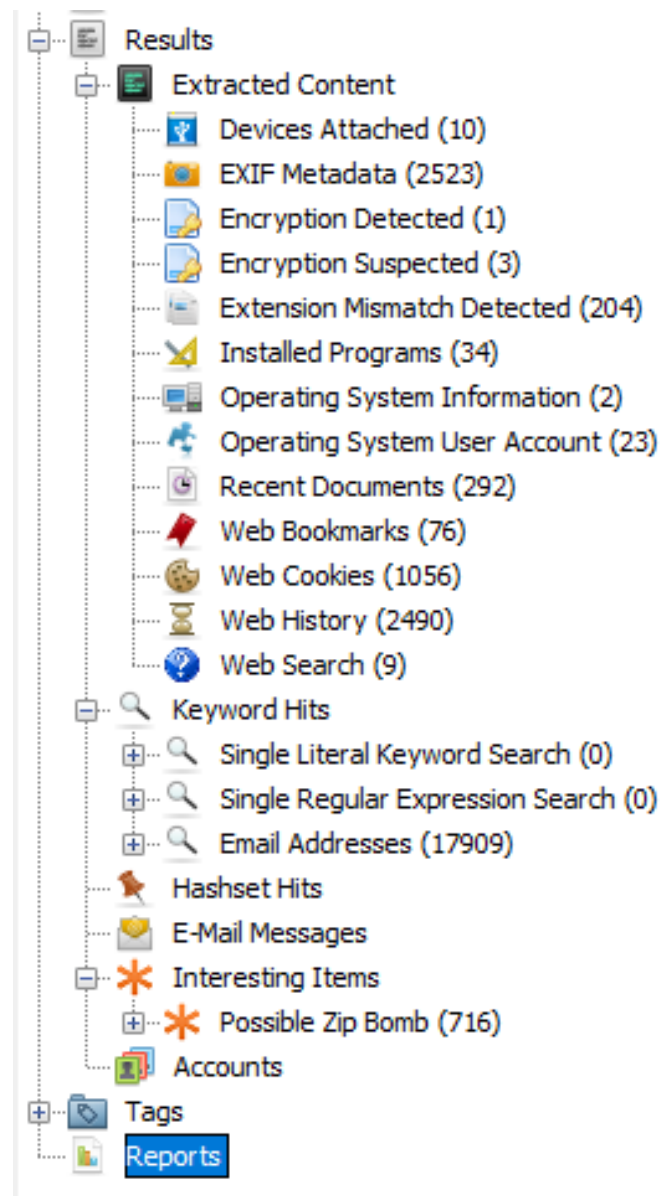 Results
Extracted Content
Devices Attached (10)
EXIF Metadata (2523)
Encryption Detected (1)
Encryption Suspected (3)
Extension Mismatch Detected (204)
Installed Programs (34)
Operating System Information (2)
Operating System User Account (23)
Recent Documents (292)
Web Bookmarks (76)
Web Cookies (1056)
Web History (2490)
Web Search (9)
Keyword Hits
Single Literal Keyword Search (0)
Single Regular Expression Search (0)
Email Addresses (17909)
Hashset Hits
E-Mail Messages
Interesting Items
Possible Zip Bomb (716)
Accounts
Tags
Reports